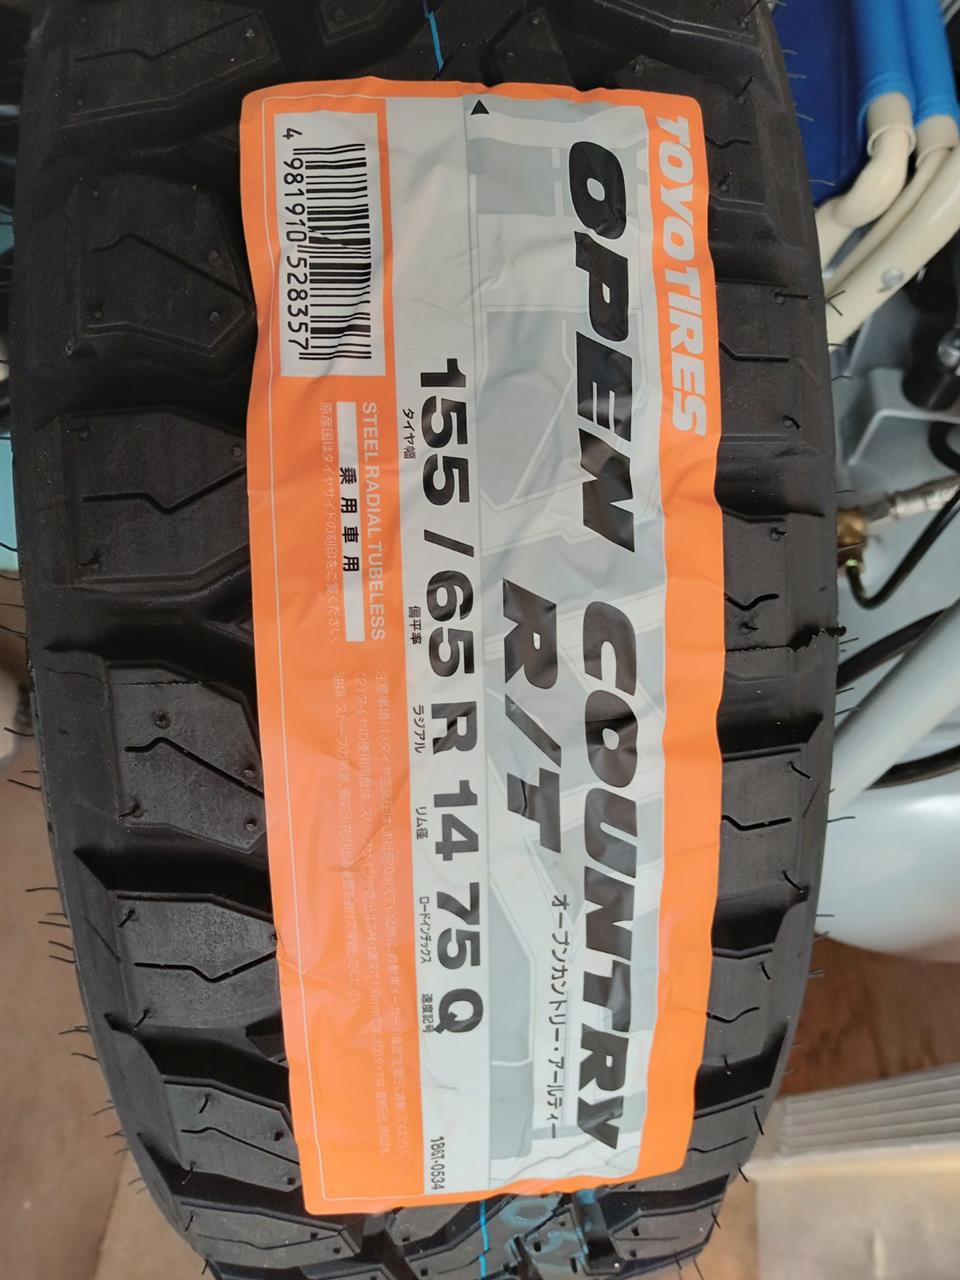 TOYOTIRES
OPEN COUNTRY
R/T
オープンカントリー・アールティー
155/65 R 14 75 Q
タイヤ幅 偏平率 ラジアル リム径 ロードインデックス 速度記号
1867-0534
4 981910 528357
STEEL RADIAL TUBELESS
乗用車用
原産国はタイヤサイドの刻印をご覧ください。